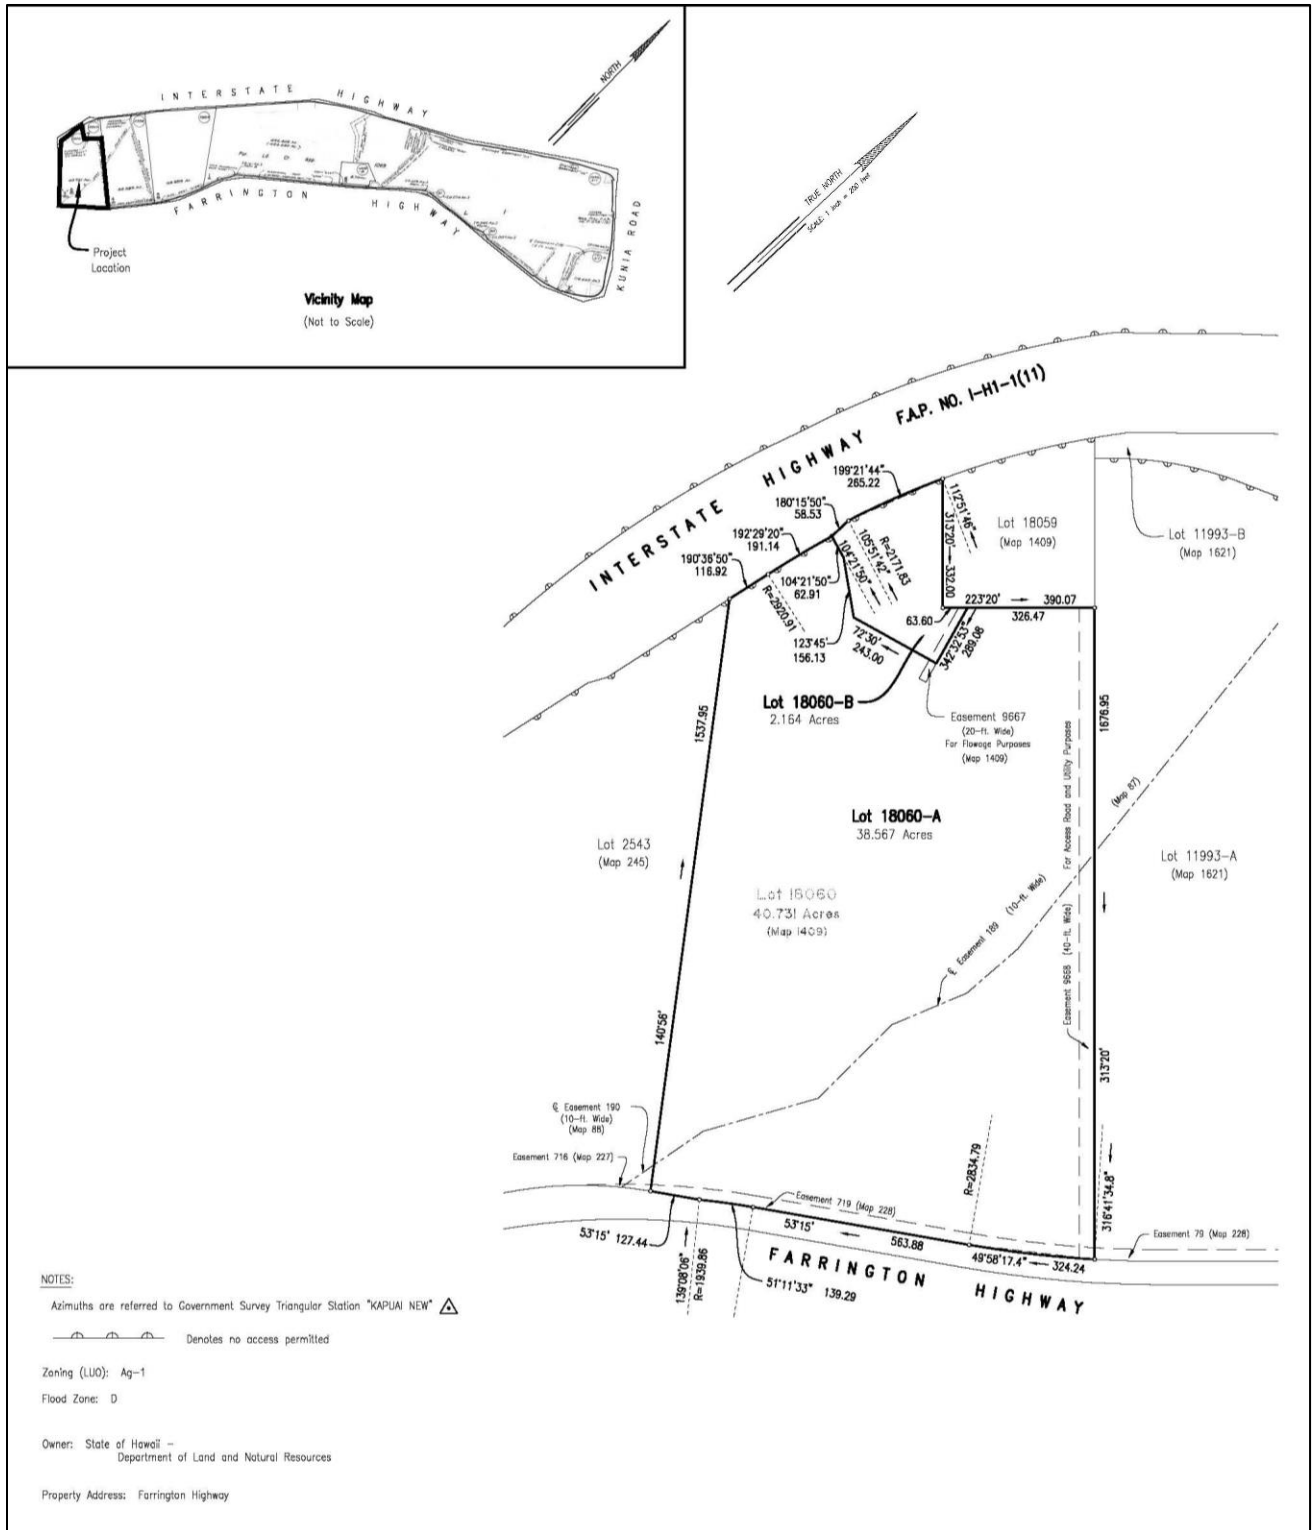 INTERSTATE HIGHWAY
NORTH
FARRINGTON HIGHWAY
KUNIA ROAD
Project
Location
Vicinity Map
(Not to Scale)
TRUE NORTH
SCALE: 1 inch = 200 feet
INTERSTATE HIGHWAY F.A.P. NO. I-H1-1(11)
199°21'44"
265.22
180°15'50"
58.53
192°29'20"
191.14
190°36'50"
116.92
112°51'46"
313°20' 332.00
Lot 18059
(Map 1409)
Lot 11993-B
(Map 1621)
R=2171.83
105°51'42"
104°21'50"
104°21'50"
62.91
R=2920.91
223°20' 390.07
63.60
326.47
123°45'
156.13
72°30'
243.00
342°32'53"
289.08
Lot 18060-B
2.164 Acres
Easement 9667
(20-ft. Wide)
For Flowage Purposes
(Map 1409)
1537.95
1676.95
(Map 87)
For Access Road and Utility Purposes
Lot 18060-A
38.567 Acres
Lot 2543
(Map 245)
Lot 11993-A
(Map 1621)
Lot 18060
40.731 Acres
(Map 1409)
℄ Easement 189 (10-ft. Wide)
Easement 9668 (40-ft. Wide)
140°56'
313°20'
℄ Easement 190
(10-ft. Wide)
(Map 88)
Easement 716 (Map 227)
R=2834.79
316°41'34.8"
Easement 719 (Map 228)
Easement 79 (Map 228)
53°15' 127.44
53°15'
563.88
49°58'17.4" 324.24
139°08'06"
R=1939.86
51°11'33" 139.29
FARRINGTON HIGHWAY
NOTES:
Azimuths are referred to Government Survey Triangular Station "KAPUAI NEW"
Denotes no access permitted
Zoning (LUO): Ag-1
Flood Zone: D
Owner: State of Hawaii -
Department of Land and Natural Resources
Property Address: Farrington Highway